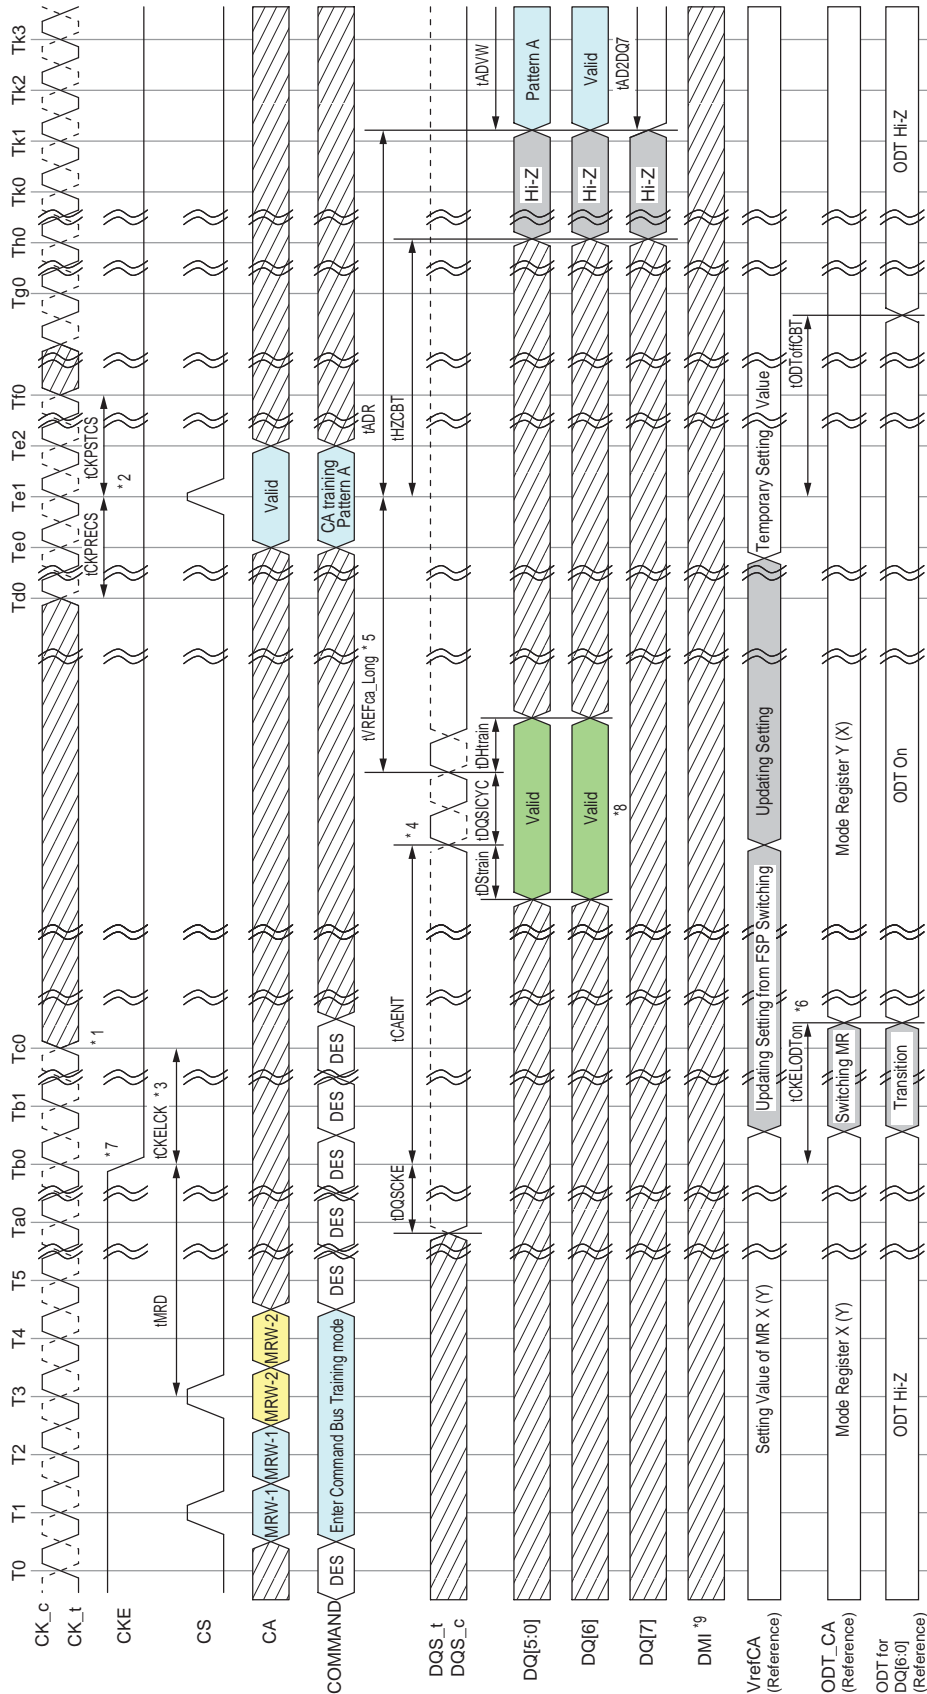 T0 T1 T2 T3 T4 T5 Ta0 Tb0 Tb1 Tc0 Td0 Te0 Te1 Te2 Tf0 Tg0 Th0 Tk0 Tk1 Tk2 Tk3
CK_c
CK_t
*1
tCKPRECS
tCKPSTCS
*2
CKE
*7
tCKELCK *3
CS
tMRD
CA
MRW-1 MRW-1 MRW-2 MRW-2
Valid
COMMAND
DES
Enter Command Bus Training mode
DES
DES
DES
DES
DES
CA training
Pattern A
tVREFca_Long *5
tADR
tHZCBT
tDQSCKE
tCAENT
*4
DQS_t
DQS_c
tDStrain
tDQSICYC
tDHtrain
tADVW
DQ[5:0]
Valid
Hi-Z
Pattern A
DQ[6]
Valid
Hi-Z
Valid
*8
DQ[7]
Hi-Z
tAD2DQ7
DMI *9
VrefCA
(Reference)
Setting Value of MR X (Y)
Updating Setting from FSP Switching
Updating Setting
Temporary Setting Value
tCKELODTon *6
tODToffCBT
ODT_CA
(Reference)
Mode Register X (Y)
Switching MR
Mode Register Y (X)
ODT for
DQ[6:0]
(Reference)
ODT Hi-Z
Transition
ODT On
ODT Hi-Z